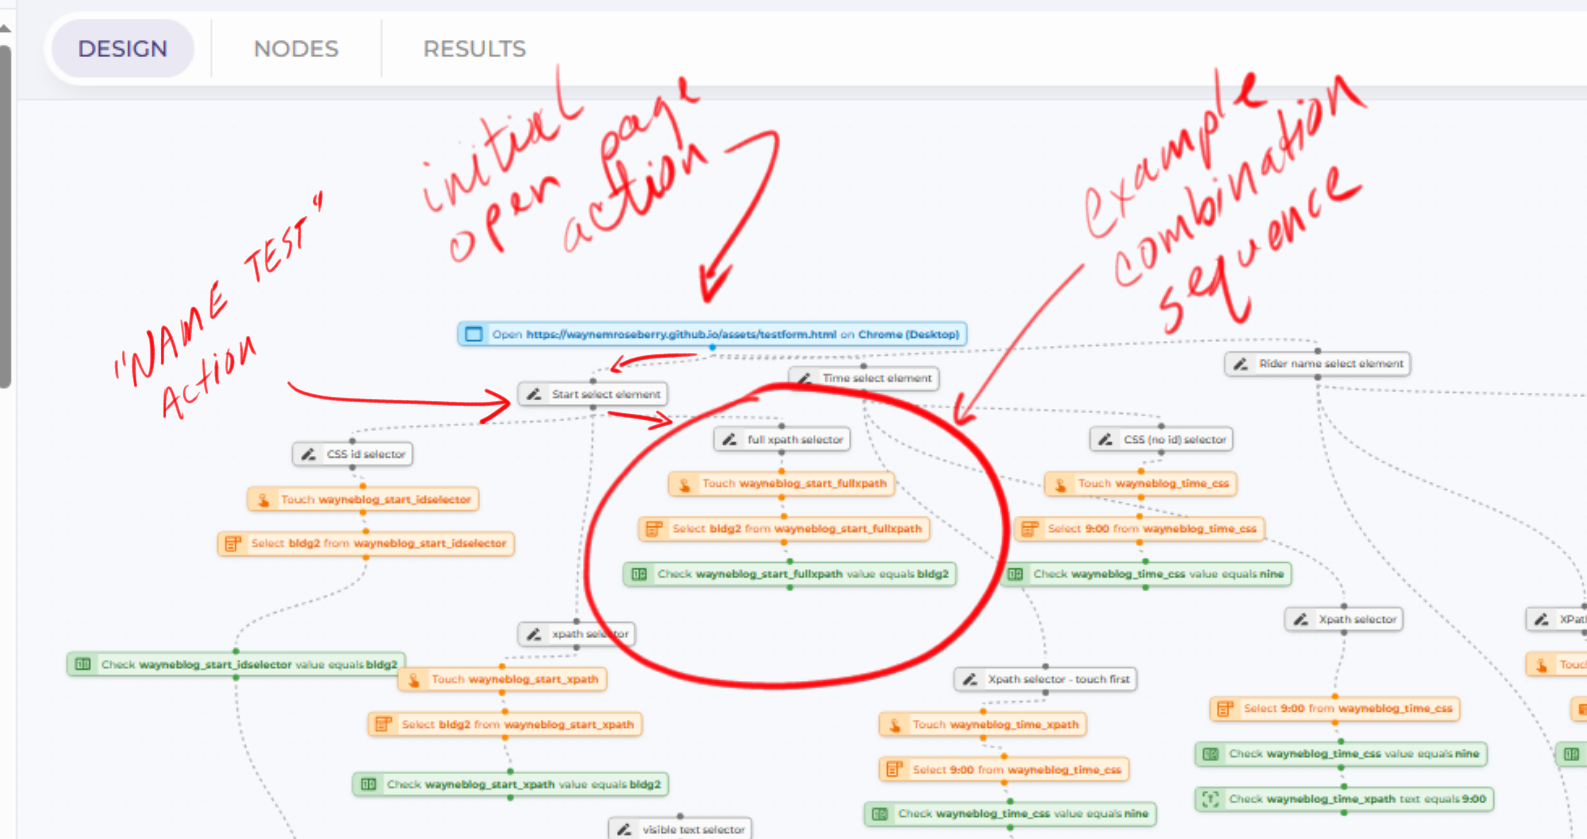 DESIGN
NODES
RESULTS
initial
open page
action
example
combination
sequence
"NAME TEST"
Action
Open https://waynemroseberry.github.io/assets/testform.html on Chrome (Desktop)
Rider name select element
Time select element
Start select element
full xpath selector
CSS (no id) selector
CSS id selector
Touch wayneblog_start_fullxpath
Touch wayneblog_time_css
Touch wayneblog_start_idselector
Select bldg2 from wayneblog_start_fullxpath
Select 9:00 from wayneblog_time_css
Select bldg2 from wayneblog_start_idselector
Check wayneblog_start_fullxpath value equals bldg2
Check wayneblog_time_css value equals nine
Xpath selector
XPat
xpath selector
Check wayneblog_start_idselector value equals bldg2
Touc
Touch wayneblog_start_xpath
Xpath selector - touch first
Select 9:00 from wayneblog_time_css
Select bldg2 from wayneblog_start_xpath
Touch wayneblog_time_xpath
Check wayneblog_time_css value equals nine
Select 9:00 from wayneblog_time_css
Check wayneblog_start_xpath value equals bldg2
Check wayneblog_time_xpath text equals 9:00
Check wayneblog_time_css value equals nine
visible text selector